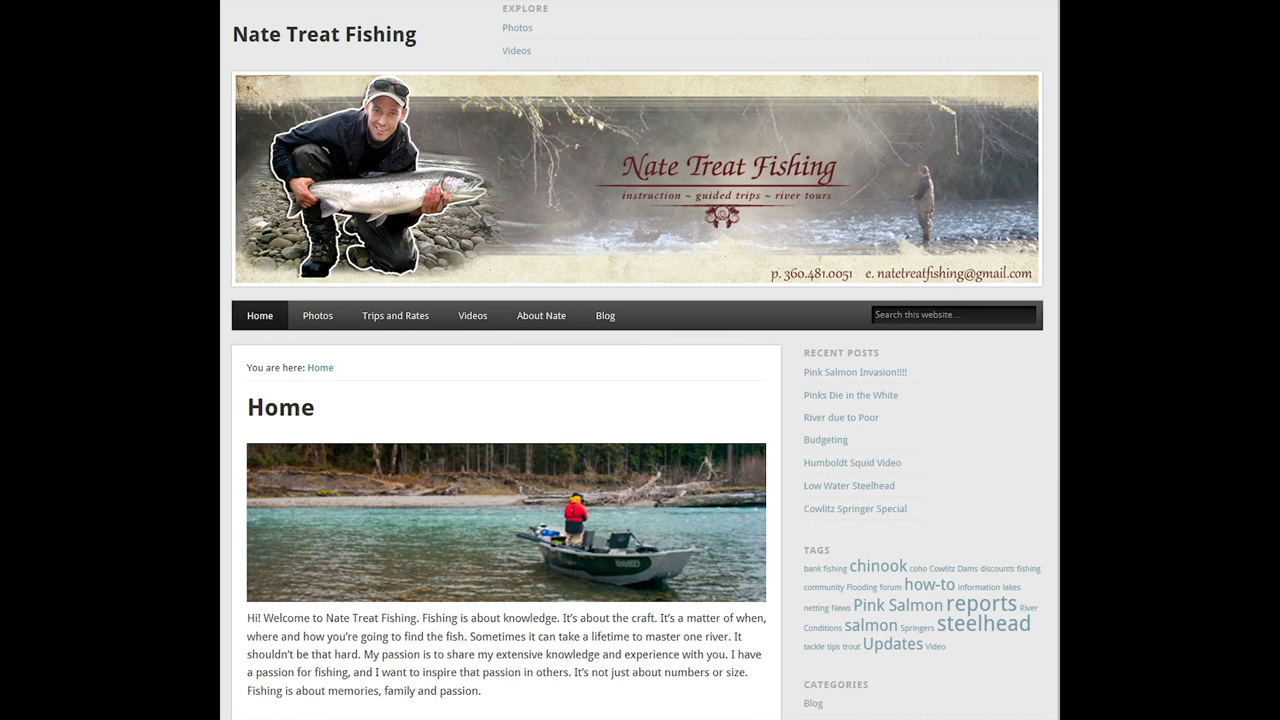 EXPLORE
Nate Treat Fishing
Photos
Videos
Nate Treat Fishing
instruction ~ guided trips ~ river tours
p. 360.481.0051 e. natetreatfishing@gmail.com
Home Photos Trips and Rates Videos About Nate Blog Search this website...
You are here: Home
Home
Hi! Welcome to Nate Treat Fishing. Fishing is about knowledge. It’s about the craft. It’s a matter of when,
where and how you’re going to find the fish. Sometimes it can take a lifetime to master one river. It
shouldn’t be that hard. My passion is to share my extensive knowledge and experience with you. I have
a passion for fishing, and I want to inspire that passion in others. It’s not just about numbers or size.
Fishing is about memories, family and passion.
RECENT POSTS
Pink Salmon Invasion!!!!
Pinks Die in the White
River due to Poor
Budgeting
Humboldt Squid Video
Low Water Steelhead
Cowlitz Springer Special
TAGS
bank fishing chinook coho Cowlitz Dams discounts fishing
community Flooding forum how-to information lakes
netting News Pink Salmon reports River
Conditions salmon Springers steelhead
tackle tips trout Updates Video
CATEGORIES
Blog